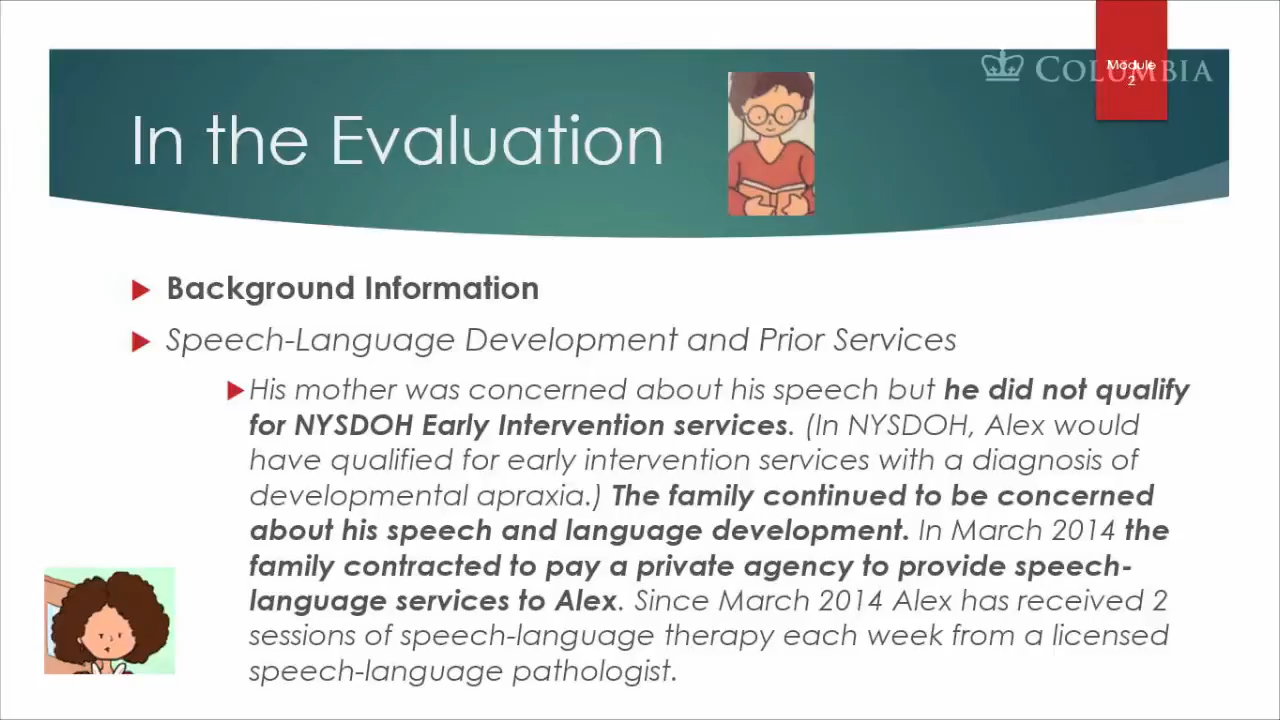 Module
2
COLUMBIA
In the Evaluation
Background Information
Speech-Language Development and Prior Services
His mother was concerned about his speech but he did not qualify
for NYSDOH Early Intervention services. (In NYSDOH, Alex would
have qualified for early intervention services with a diagnosis of
developmental apraxia.) The family continued to be concerned
about his speech and language development. In March 2014 the
family contracted to pay a private agency to provide speech-
language services to Alex. Since March 2014 Alex has received 2
sessions of speech-language therapy each week from a licensed
speech-language pathologist.